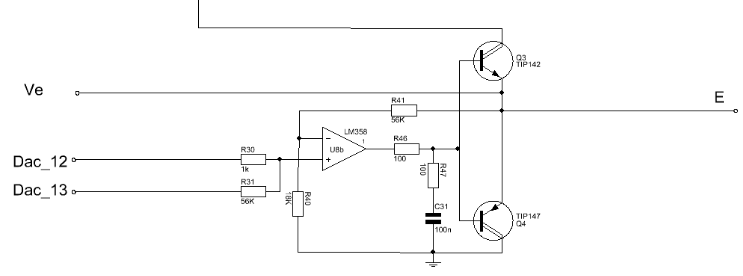 Q3
TIP142
Ve
E
R41
56K
LM358
R46
100
1
U8b
R30
1k
Dac_12
R47
100
R31
56K
Dac_13
R40
18K
C31
100n
TIP147
Q4